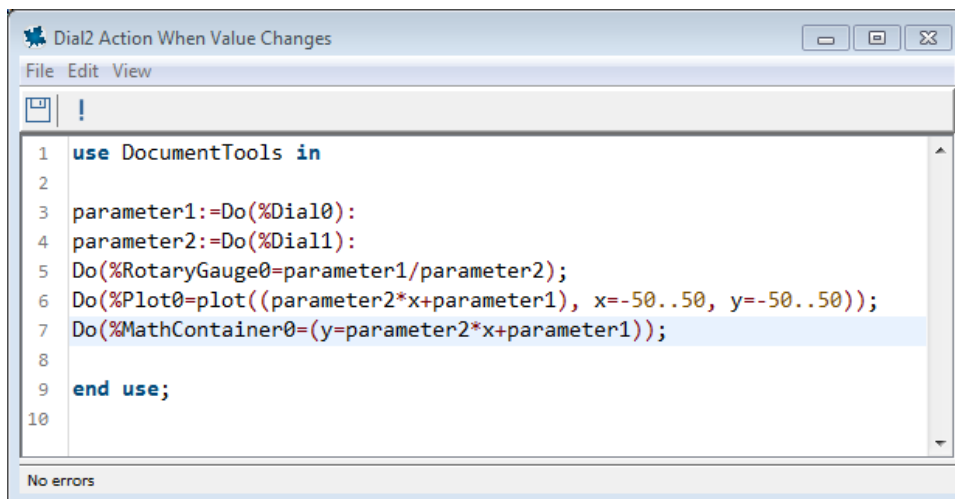 Dial2 Action When Value Changes
File Edit View
!
1 use DocumentTools in
2
3 parameter1:=Do(%Dial0):
4 parameter2:=Do(%Dial1):
5 Do(%RotaryGauge0=parameter1/parameter2);
6 Do(%Plot0=plot((parameter2*x+parameter1), x=-50..50, y=-50..50));
7 Do(%MathContainer0=(y=parameter2*x+parameter1));
8
9 end use;
10
No errors